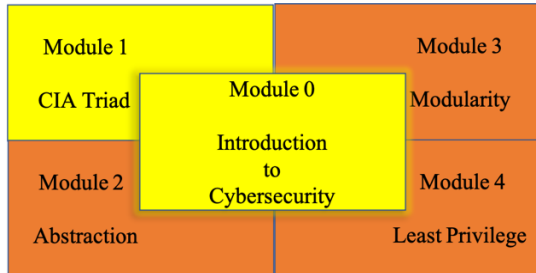 Module 1
CIA Triad
Module 3
Modularity
Module 0
Introduction
to
Cybersecurity
Module 2
Abstraction
Module 4
Least Privilege